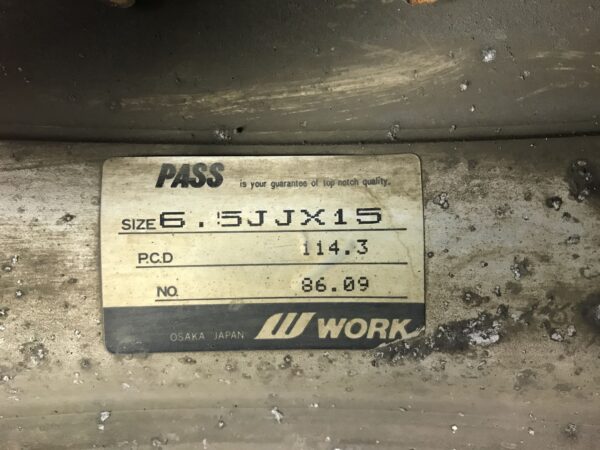 PASS is your guarantee of top notch quality.
SIZE 6.5JJX15
P.C.D 114.3
NO. 86.09
OSAKA JAPAN W WORK